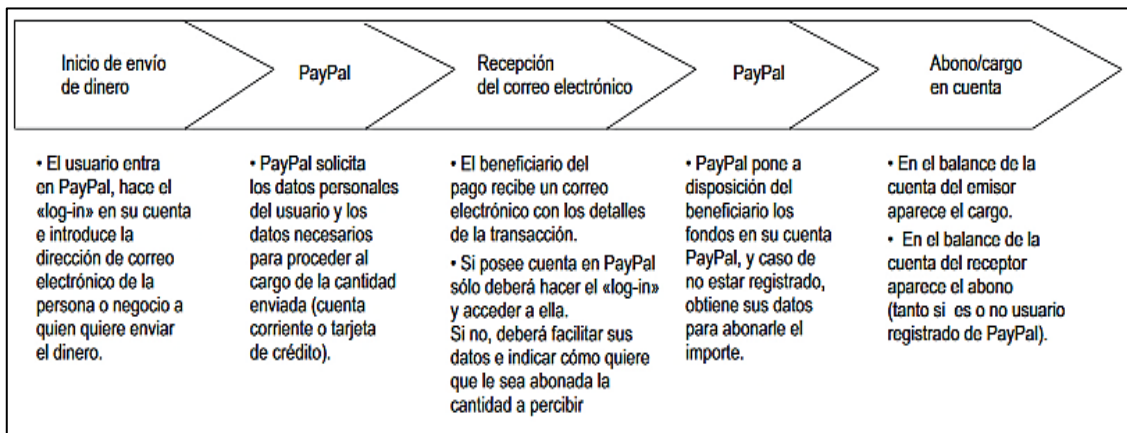 Inicio de envío
de dinero
PayPal
Recepción
del correo electrónico
PayPal
Abono/cargo
en cuenta
• El usuario entra
en PayPal, hace el
«log-in» en su cuenta
e introduce la
dirección de correo
electrónico de la
persona o negocio a
quien quiere enviar
el dinero.
• PayPal solicita
los datos personales
del usuario y los
datos necesarios
para proceder al
cargo de la cantidad
enviada (cuenta
corriente o tarjeta
de crédito).
• El beneficiario del
pago recibe un correo
electrónico con los detalles
de la transacción.
• Si posee cuenta en PayPal
sólo deberá hacer el «log-in»
y acceder a ella.
Si no, deberá facilitar sus
datos e indicar cómo quiere
que le sea abonada la
cantidad a percibir
• PayPal pone a
disposición del
beneficiario los
fondos en su cuenta
PayPal, y caso de
no estar registrado,
obtiene sus datos
para abonarle el
importe.
• En el balance de la
cuenta del emisor
aparece el cargo.
• En el balance de la
cuenta del receptor
aparece el abono
(tanto si es o no usuario
registrado de PayPal).